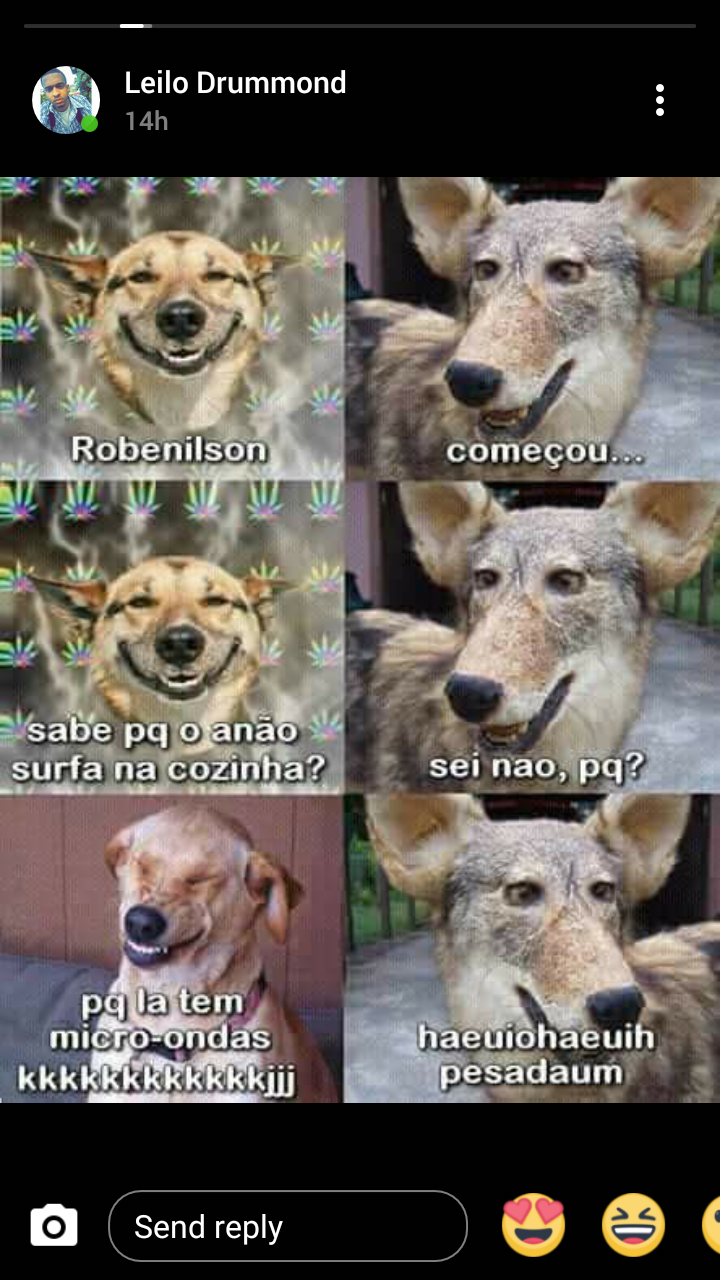 Leilo Drummond
14h
Robenilson
começou...
sabe pq o anão
surfa na cozinha?
sei nao, pq?
pq la tem
micro-ondas
kkkkkkkkkkkkjjj
haeuiohaeuih
pesadaum
Send reply